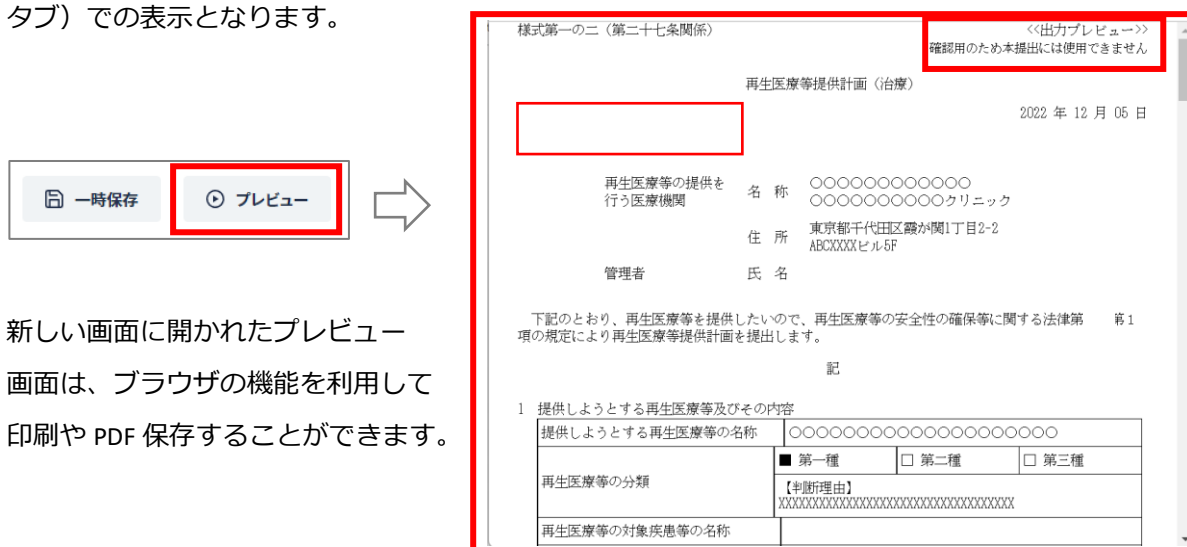 タブ）での表示となります。
一時保存
プレビュー
新しい画面に開かれたプレビュー
画面は、ブラウザの機能を利用して
印刷や PDF 保存することができます。
様式第一の二（第二十七条関係）
<<出力プレビュー>>
確認用のため本提出には使用できません
再生医療等提供計画（治療）
2022 年 12 月 05 日
再生医療等の提供を
行う医療機関
名 称
○○○○○○○○○○○○
○○○○○○○○○○クリニック
住 所
東京都千代田区霞が関1丁目2-2
ABCXXXXビル5F
管理者
氏 名
下記のとおり、再生医療等を提供したいので、再生医療等の安全性の確保等に関する法律第 第1
項の規定により再生医療等提供計画を提出します。
記
1 提供しようとする再生医療等及びその内容
提供しようとする再生医療等の名称
○○○○○○○○○○○○○○○○○○○○
再生医療等の分類
■ 第一種 □ 第二種 □ 第三種
【判断理由】
XXXXXXXXXXXXXXXXXXXXXXXXXXXXXXXXXX
再生医療等の対象疾患等の名称